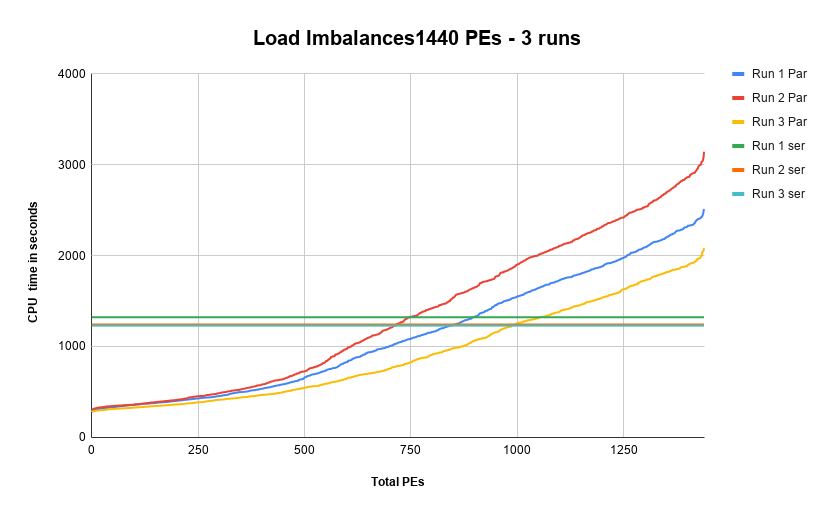 Load Imbalances1440 PEs - 3 runs
4000
3000
2000
1000
0
CPU time in seconds
0 250 500 750 1000 1250
Total PEs
Run 1 Par
Run 2 Par
Run 3 Par
Run 1 ser
Run 2 ser
Run 3 ser